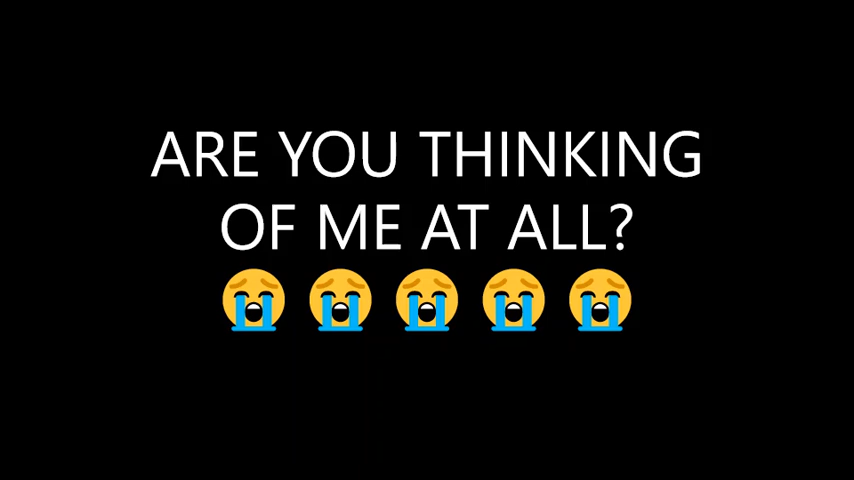 ARE YOU THINKING
OF ME AT ALL?
😭 😭 😭 😭 😭